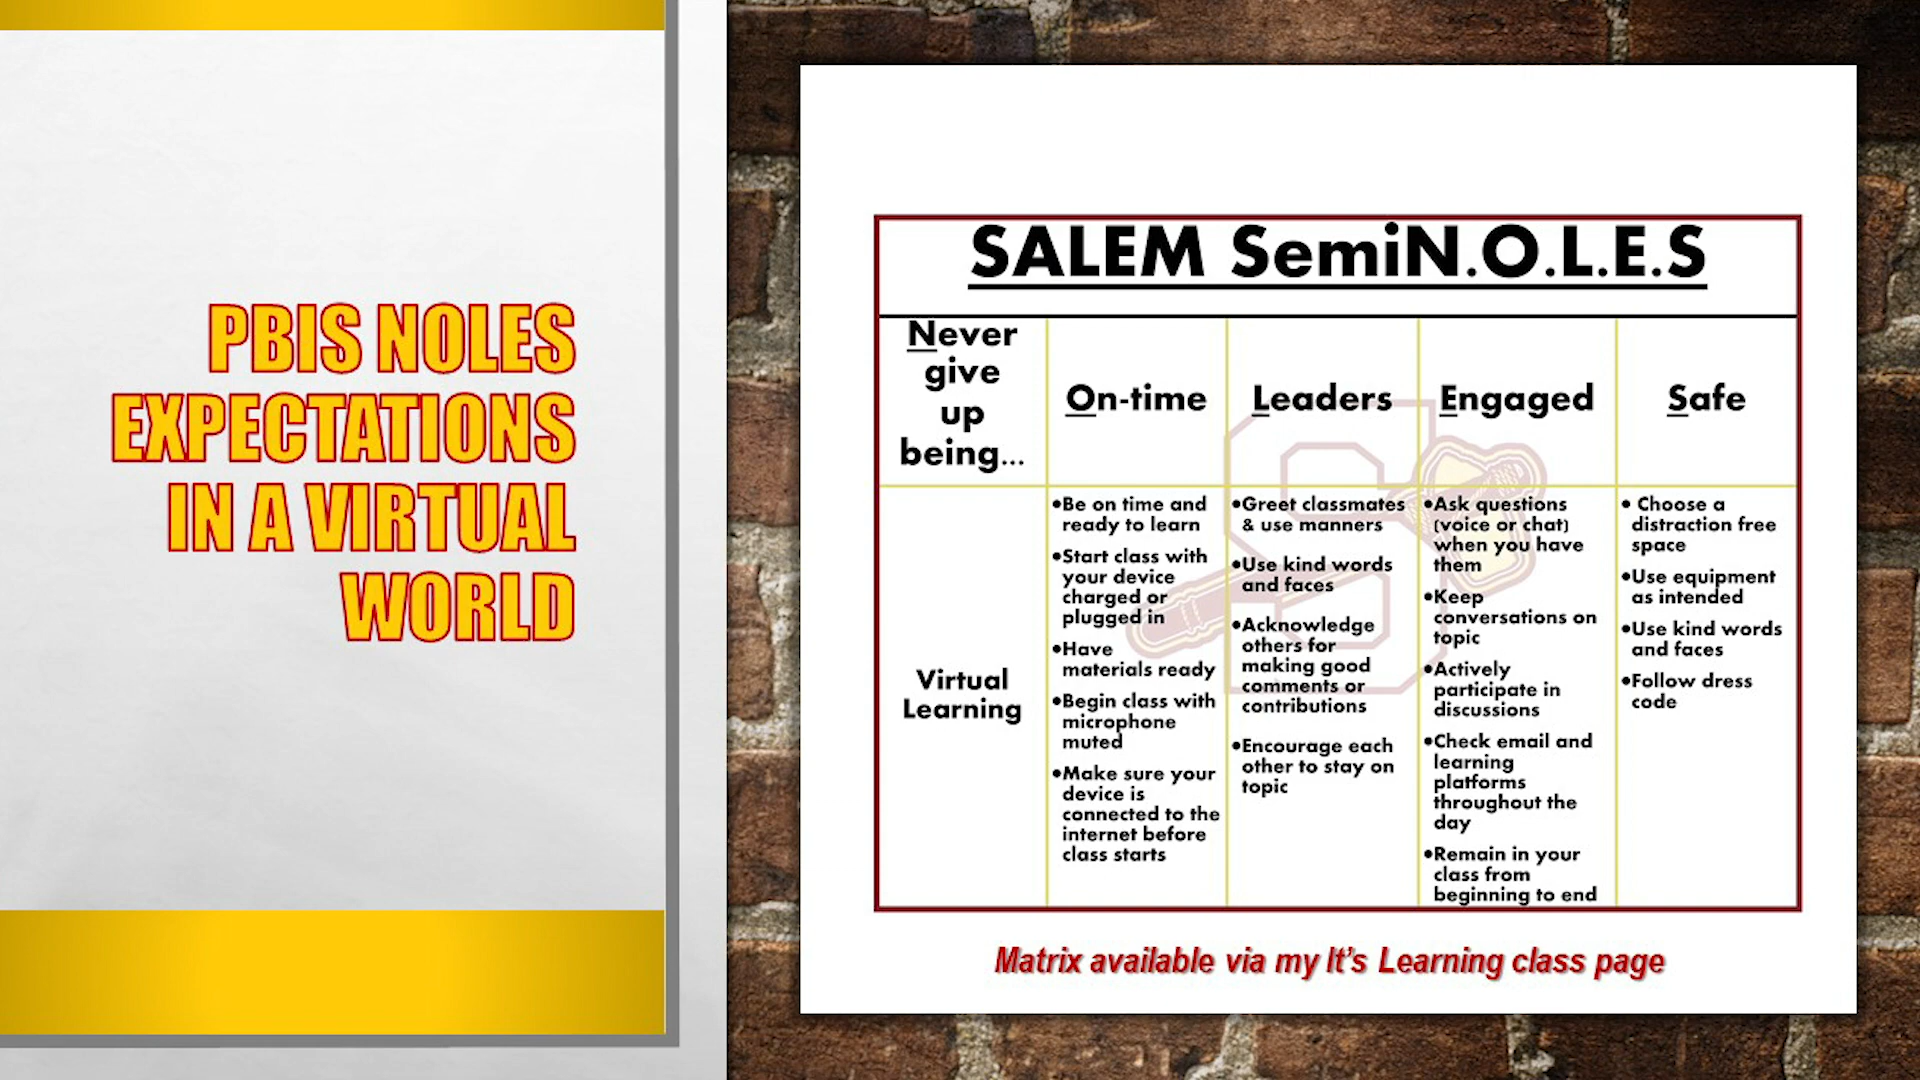 PBIS NOLES
EXPECTATIONS
IN A VIRTUAL
WORLD
SALEM SemiN.O.L.E.S
Never
give
up
being...
On-time
Leaders
Engaged
Safe
Virtual
Learning
•Be on time and
ready to learn
•Start class with
your device
charged or
plugged in
•Have
materials ready
•Begin class with
microphone
muted
•Make sure your
device is
connected to the
internet before
class starts
•Greet classmates
& use manners
•Use kind words
and faces
•Acknowledge
others for
making good
comments or
contributions
•Encourage each
other to stay on
topic
•Ask questions
(voice or chat)
when you have
them
•Keep
conversations on
topic
•Actively
participate in
discussions
•Check email and
learning
platforms
throughout the
day
•Remain in your
class from
beginning to end
• Choose a
distraction free
space
•Use equipment
as intended
•Use kind words
and faces
•Follow dress
code
Matrix available via my It's Learning class page